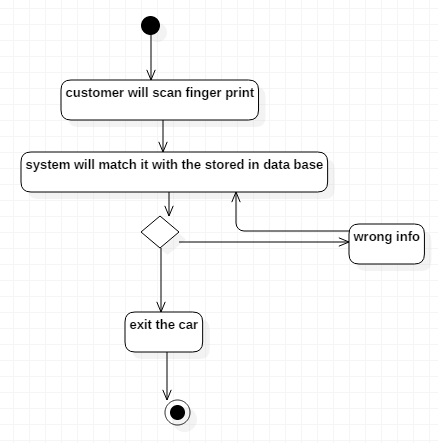 customer will scan finger print
system will match it with the stored in data base
wrong info
exit the car